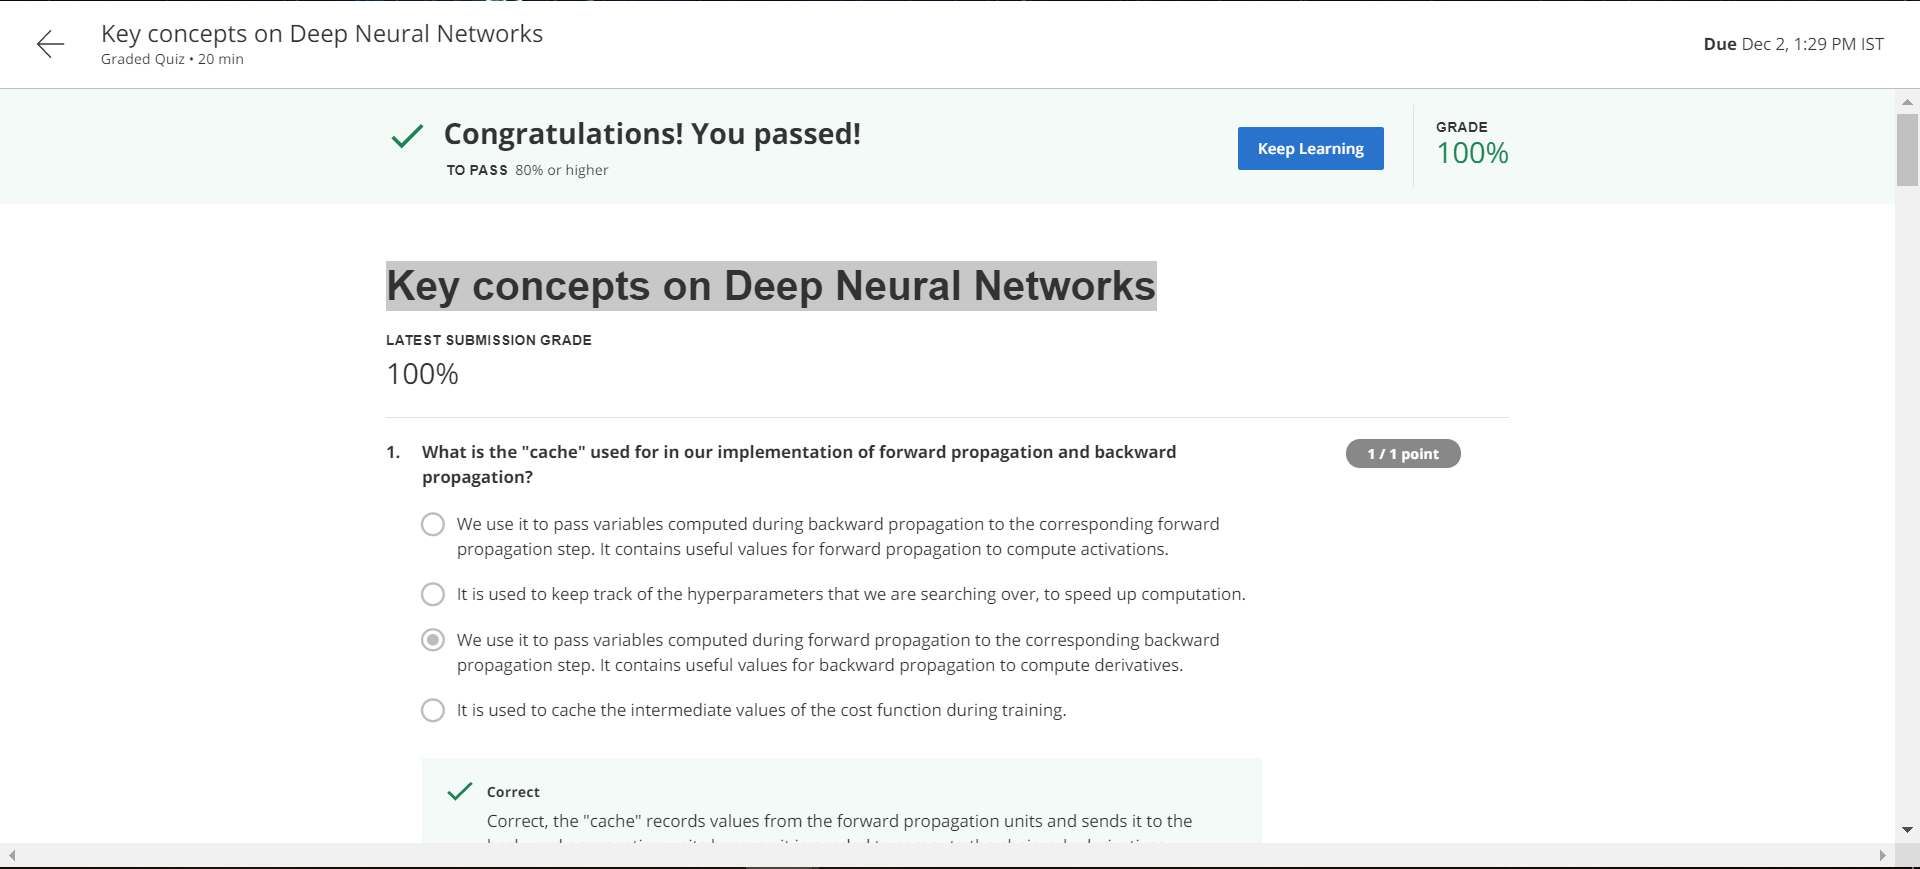 Key concepts on Deep Neural Networks
Graded Quiz • 20 min
Due Dec 2, 1:29 PM IST
Congratulations! You passed!
TO PASS 80% or higher
Keep Learning
GRADE
100%
Key concepts on Deep Neural Networks
LATEST SUBMISSION GRADE
100%
1. What is the "cache" used for in our implementation of forward propagation and backward
propagation?
1 / 1 point
We use it to pass variables computed during backward propagation to the corresponding forward
propagation step. It contains useful values for forward propagation to compute activations.
It is used to keep track of the hyperparameters that we are searching over, to speed up computation.
We use it to pass variables computed during forward propagation to the corresponding backward
propagation step. It contains useful values for backward propagation to compute derivatives.
It is used to cache the intermediate values of the cost function during training.
Correct
Correct, the "cache" records values from the forward propagation units and sends it to the